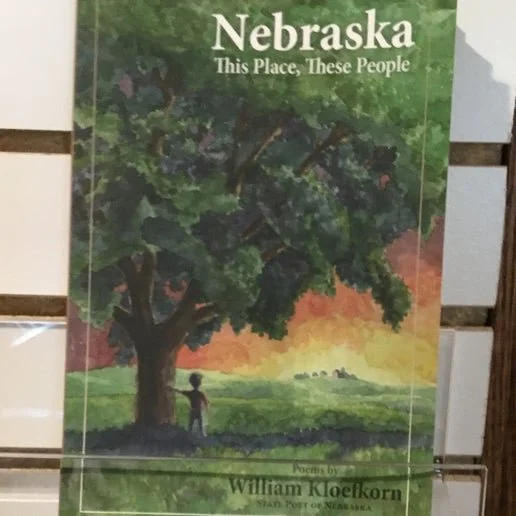 Nebraska
This Place, These People
Poems by
William Kloefkorn
STATE POET OF NEBRASKA